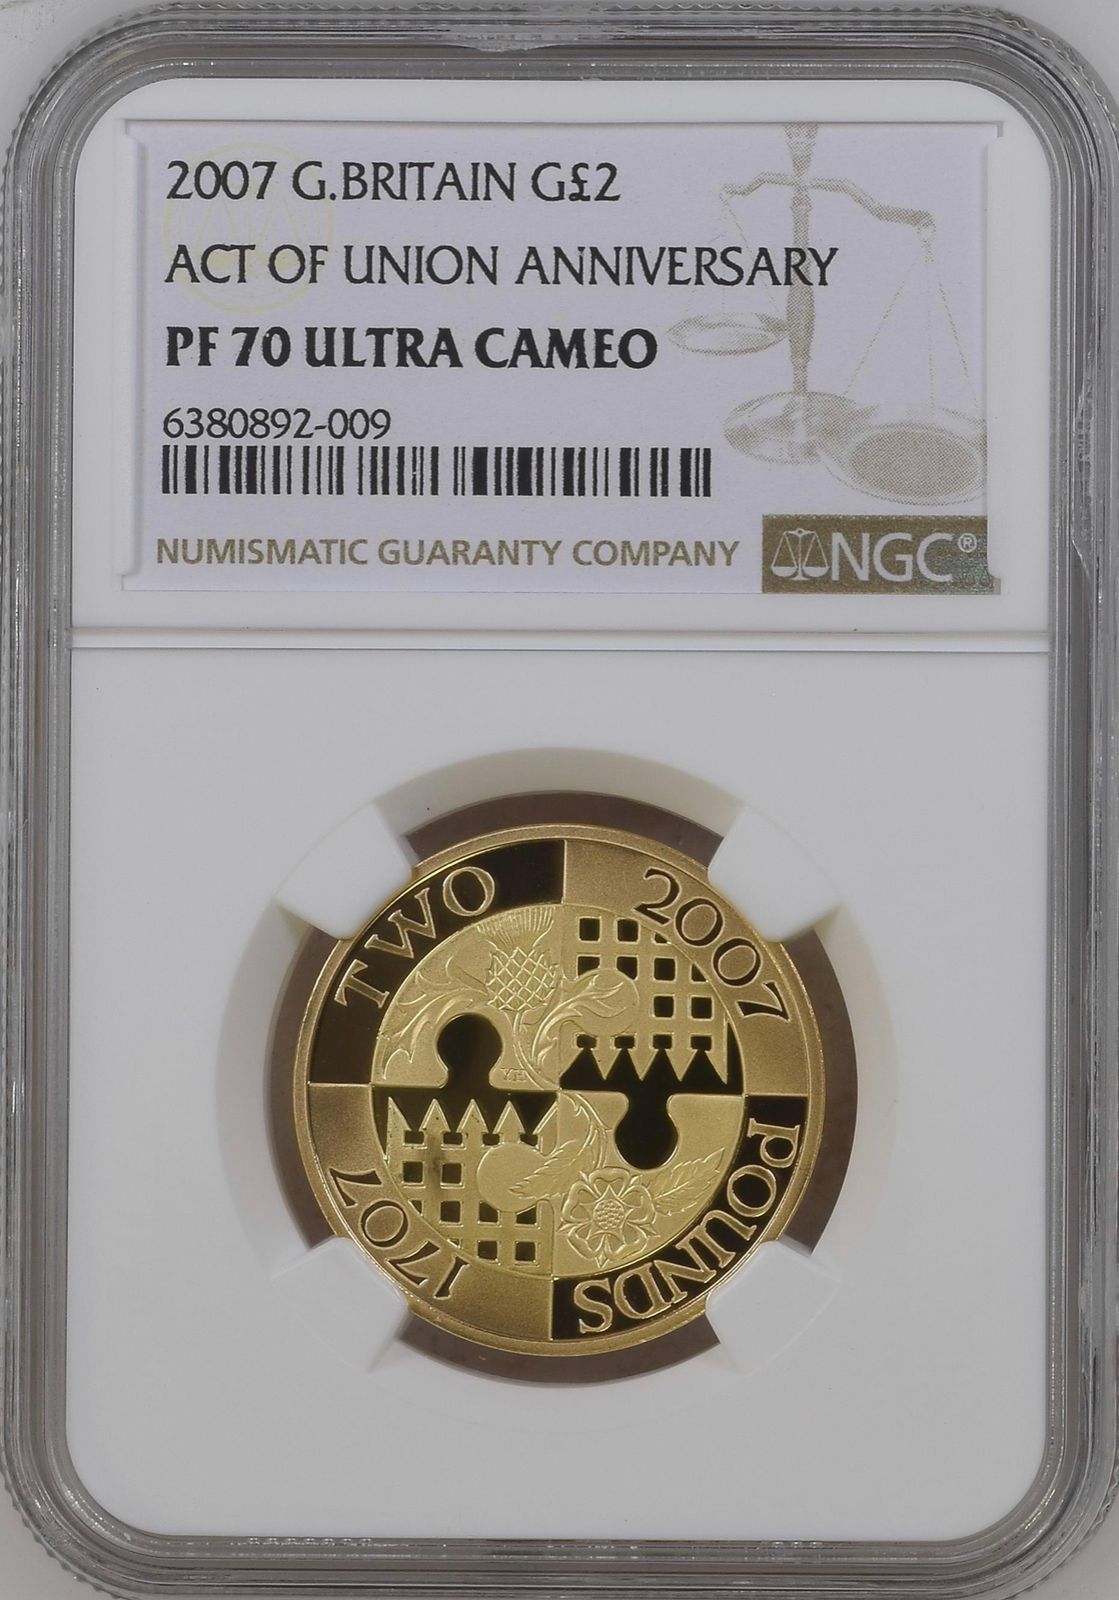 2007 G.BRITAIN G£2
ACT OF UNION ANNIVERSARY
PF 70 ULTRA CAMEO
6380892-009
NUMISMATIC GUARANTY COMPANY
NGC®
TWO
2007
POUNDS
1707
YB